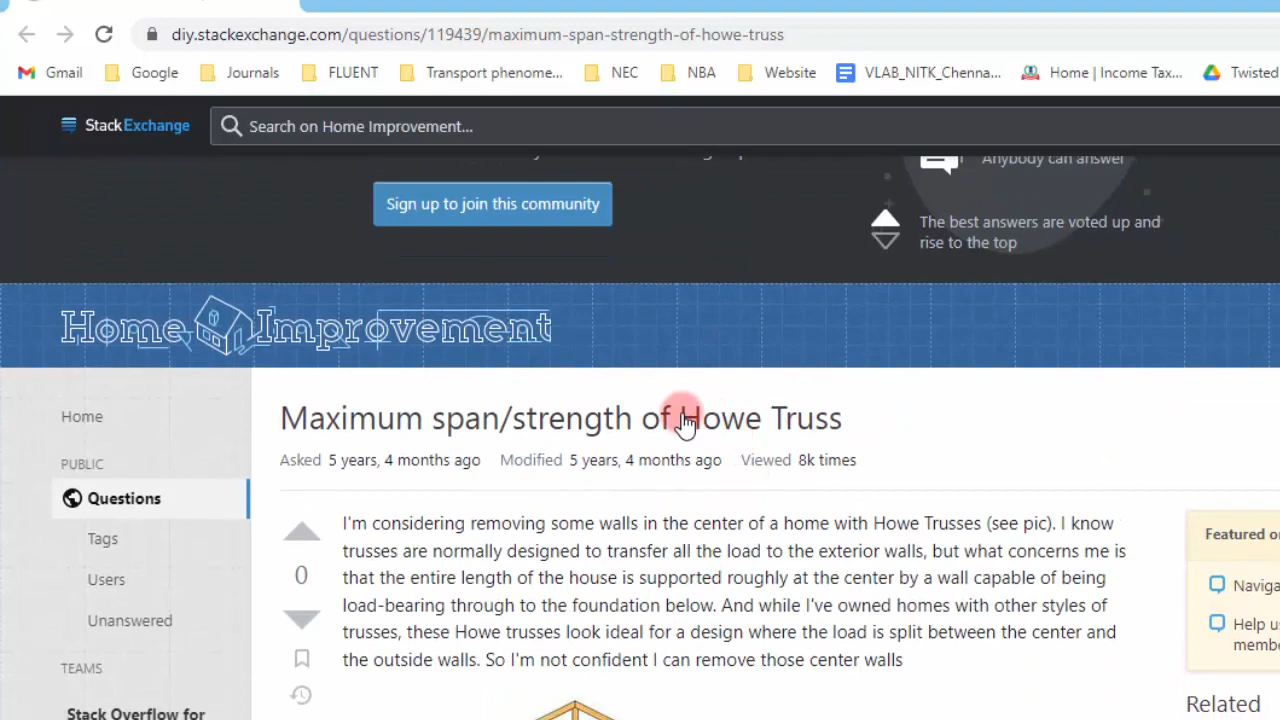 diy.stackexchange.com/questions/119439/maximum-span-strength-of-howe-truss
Gmail Google Journals FLUENT Transport phenome... NEC NBA Website VLAB_NITK_Chenna... Home | Income Tax... Twisted
StackExchange Search on Home Improvement...
Anybody can answer
Sign up to join this community
The best answers are voted up and
rise to the top
Home Improvement
Maximum span/strength of Howe Truss
Asked 5 years, 4 months ago Modified 5 years, 4 months ago Viewed 8k times
Home
PUBLIC
Questions
Tags
Users
Unanswered
TEAMS
Stack Overflow for
0
I'm considering removing some walls in the center of a home with Howe Trusses (see pic). I know
trusses are normally designed to transfer all the load to the exterior walls, but what concerns me is
that the entire length of the house is supported roughly at the center by a wall capable of being
load-bearing through to the foundation below. And while I've owned homes with other styles of
trusses, these Howe trusses look ideal for a design where the load is split between the center and
the outside walls. So I'm not confident I can remove those center walls
Featured o
Naviga
Help u
membe
Related